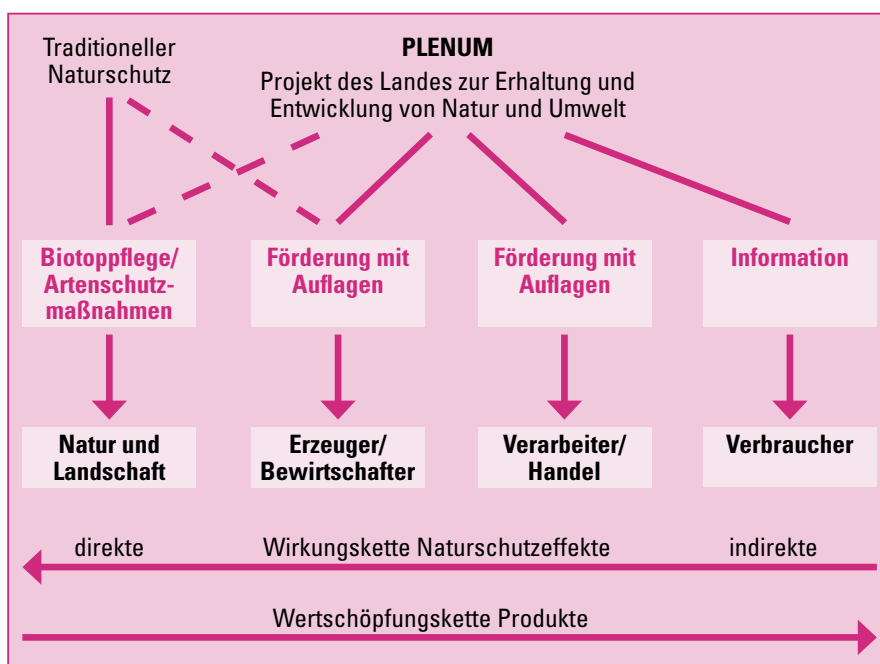 Traditioneller
Naturschutz
PLENUM
Projekt des Landes zur Erhaltung und
Entwicklung von Natur und Umwelt
Biotoppflege/
Artenschutz-
maßnahmen
Förderung mit
Auflagen
Förderung mit
Auflagen
Information
Natur und
Landschaft
Erzeuger/
Bewirtschafter
Verarbeiter/
Handel
Verbraucher
direkte Wirkungskette Naturschutzeffekte indirekte
Wertschöpfungskette Produkte